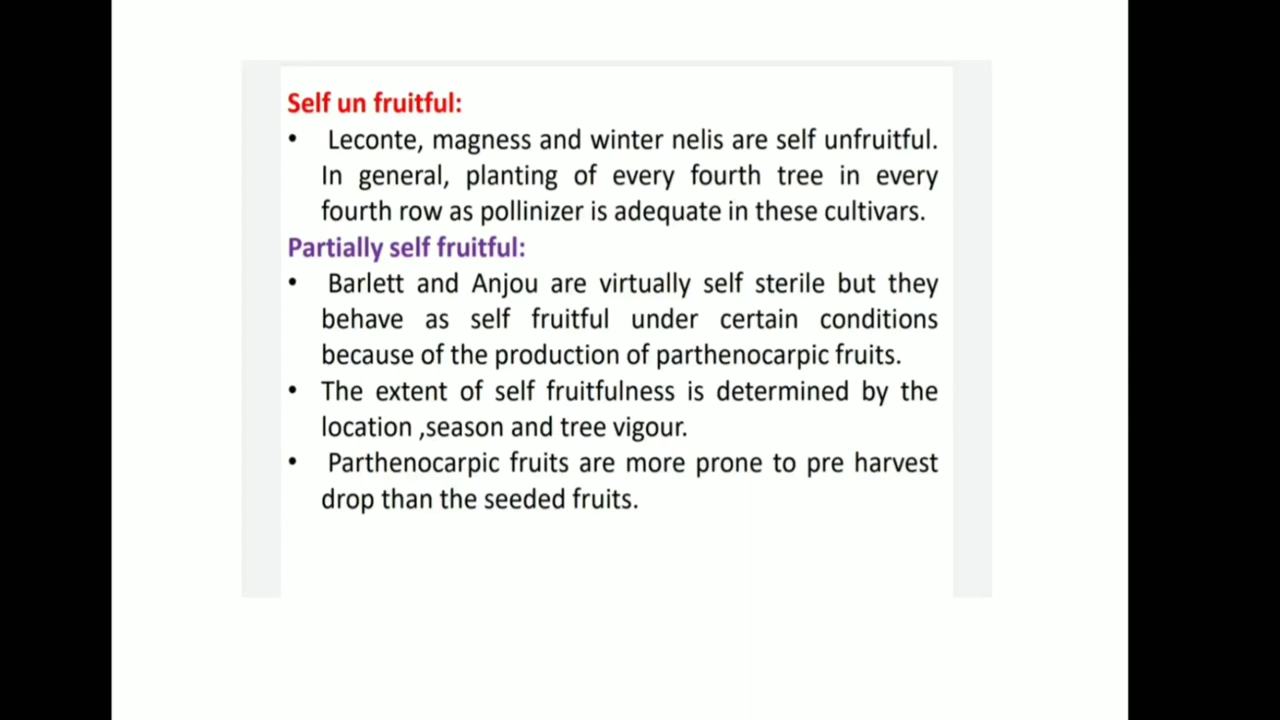 Self un fruitful:
• Leconte, magness and winter nelis are self unfruitful.
In general, planting of every fourth tree in every
fourth row as pollinizer is adequate in these cultivars.
Partially self fruitful:
• Barlett and Anjou are virtually self sterile but they
behave as self fruitful under certain conditions
because of the production of parthenocarpic fruits.
• The extent of self fruitfulness is determined by the
location ,season and tree vigour.
• Parthenocarpic fruits are more prone to pre harvest
drop than the seeded fruits.